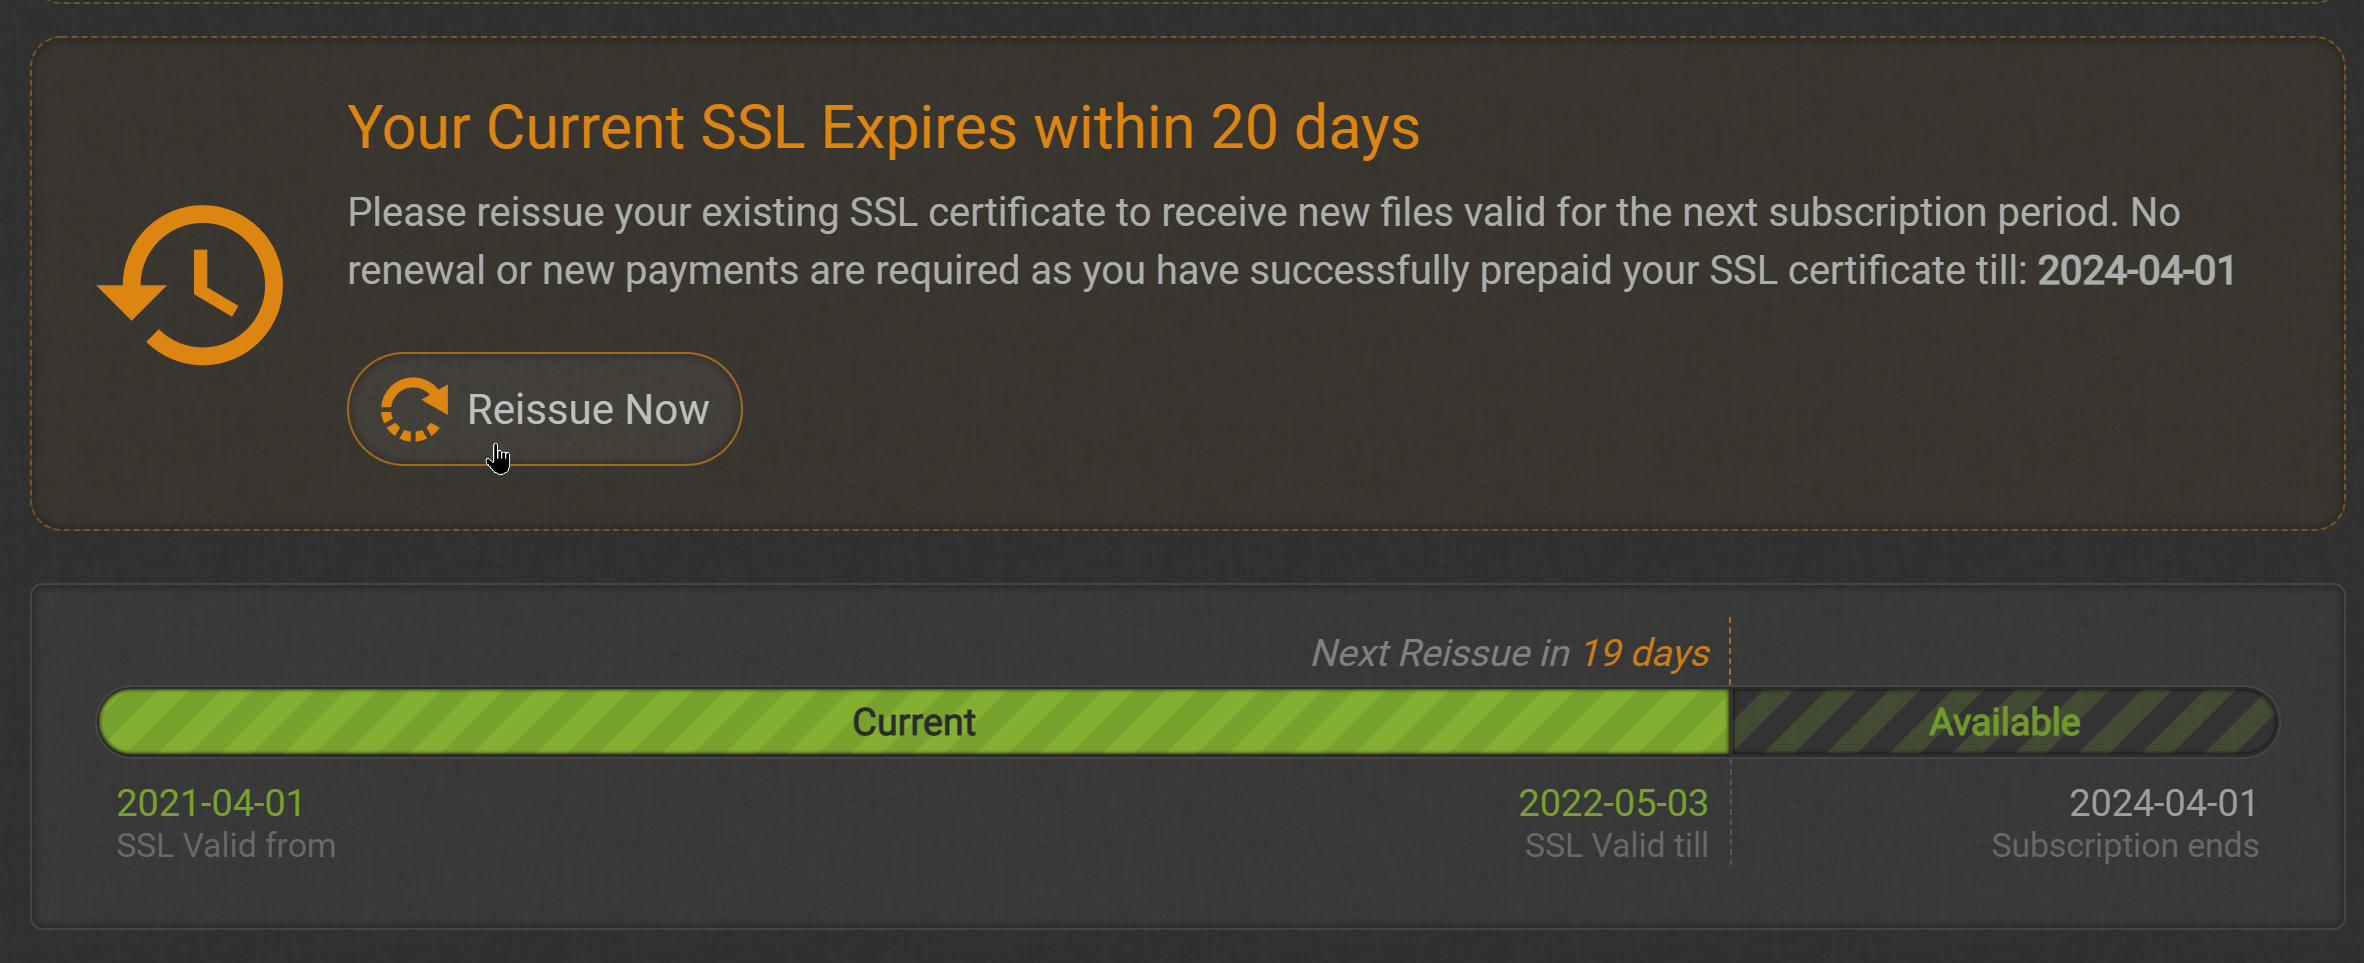 Your Current SSL Expires within 20 days
Please reissue your existing SSL certificate to receive new files valid for the next subscription period. No
renewal or new payments are required as you have successfully prepaid your SSL certificate till: 2024-04-01
Reissue Now
Next Reissue in 19 days
Current
Available
2021-04-01
SSL Valid from
2022-05-03
SSL Valid till
2024-04-01
Subscription ends